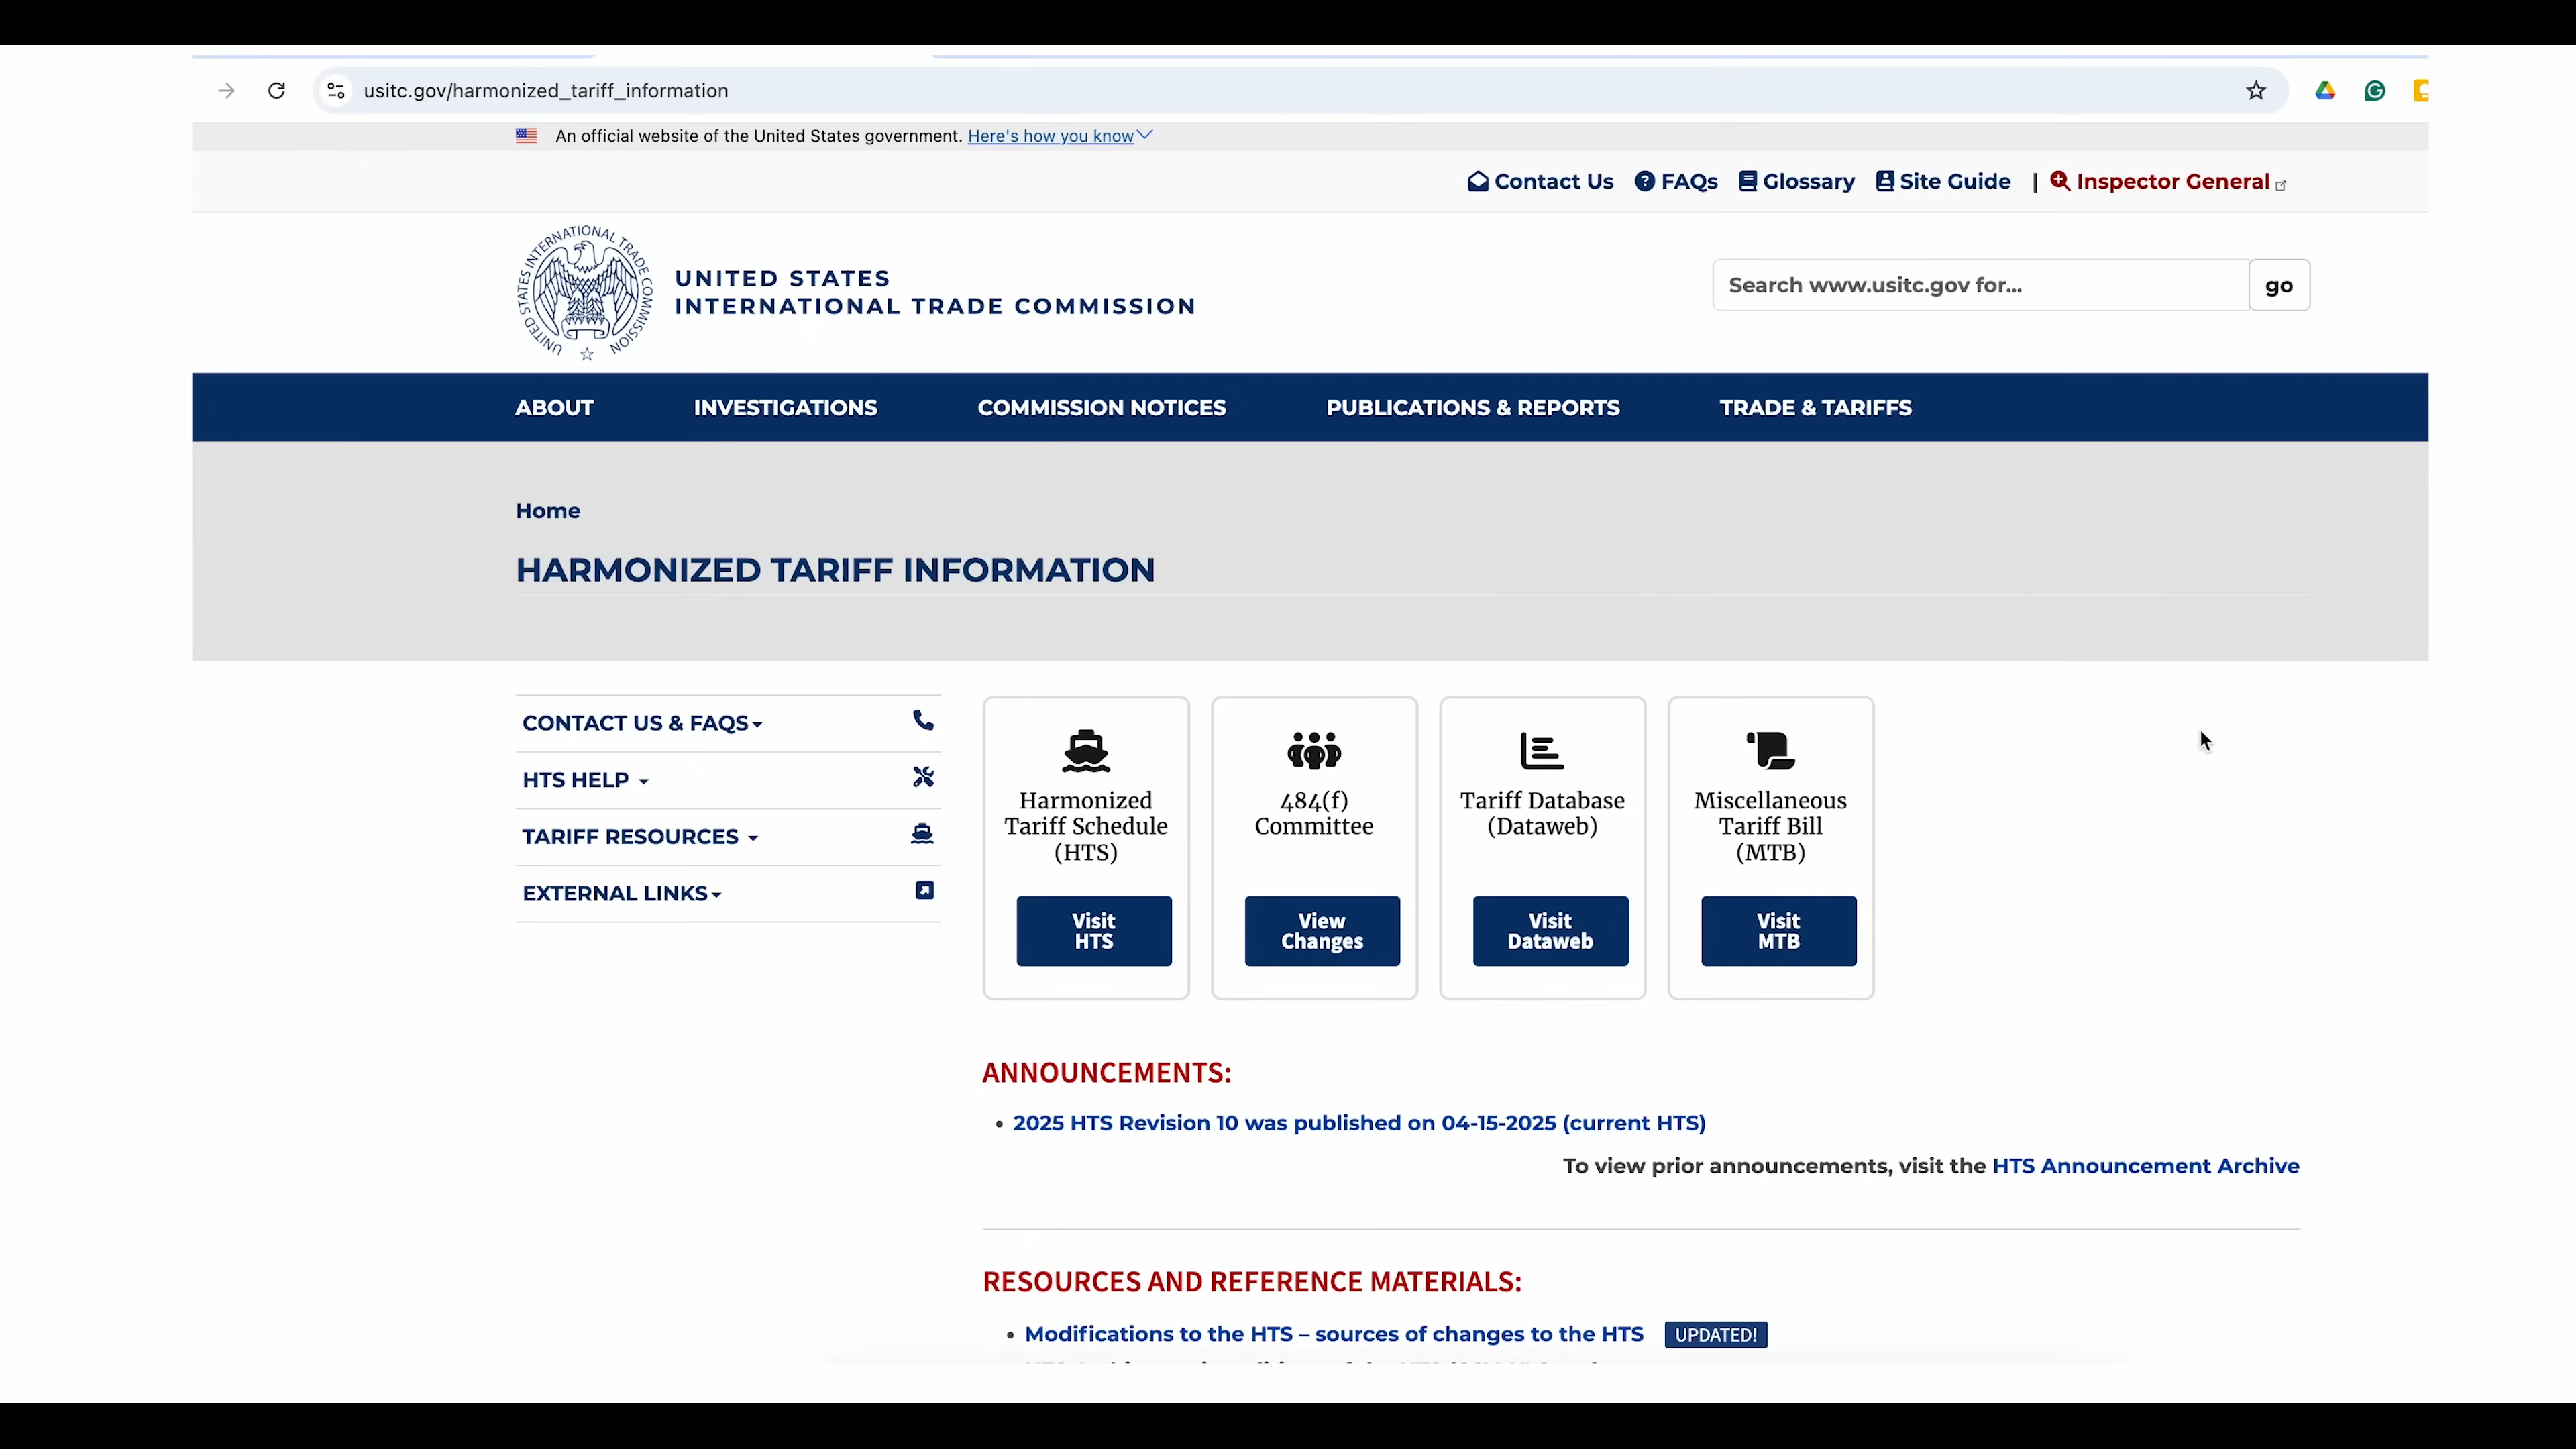 usitc.gov/harmonized_tariff_information
An official website of the United States government. Here's how you know
Contact Us FAQs Glossary Site Guide | Inspector General
UNITED STATES INTERNATIONAL TRADE COMMISSION
UNITED STATES
INTERNATIONAL TRADE COMMISSION
Search www.usitc.gov for...
go
ABOUT INVESTIGATIONS COMMISSION NOTICES PUBLICATIONS & REPORTS TRADE & TARIFFS
Home
HARMONIZED TARIFF INFORMATION
CONTACT US & FAQS
HTS HELP
TARIFF RESOURCES
EXTERNAL LINKS
Harmonized
Tariff Schedule
(HTS)
Visit
HTS
484(f)
Committee
View
Changes
Tariff Database
(Dataweb)
Visit
Dataweb
Miscellaneous
Tariff Bill
(MTB)
Visit
MTB
ANNOUNCEMENTS:
• 2025 HTS Revision 10 was published on 04-15-2025 (current HTS)
To view prior announcements, visit the HTS Announcement Archive
RESOURCES AND REFERENCE MATERIALS:
• Modifications to the HTS – sources of changes to the HTS UPDATED!